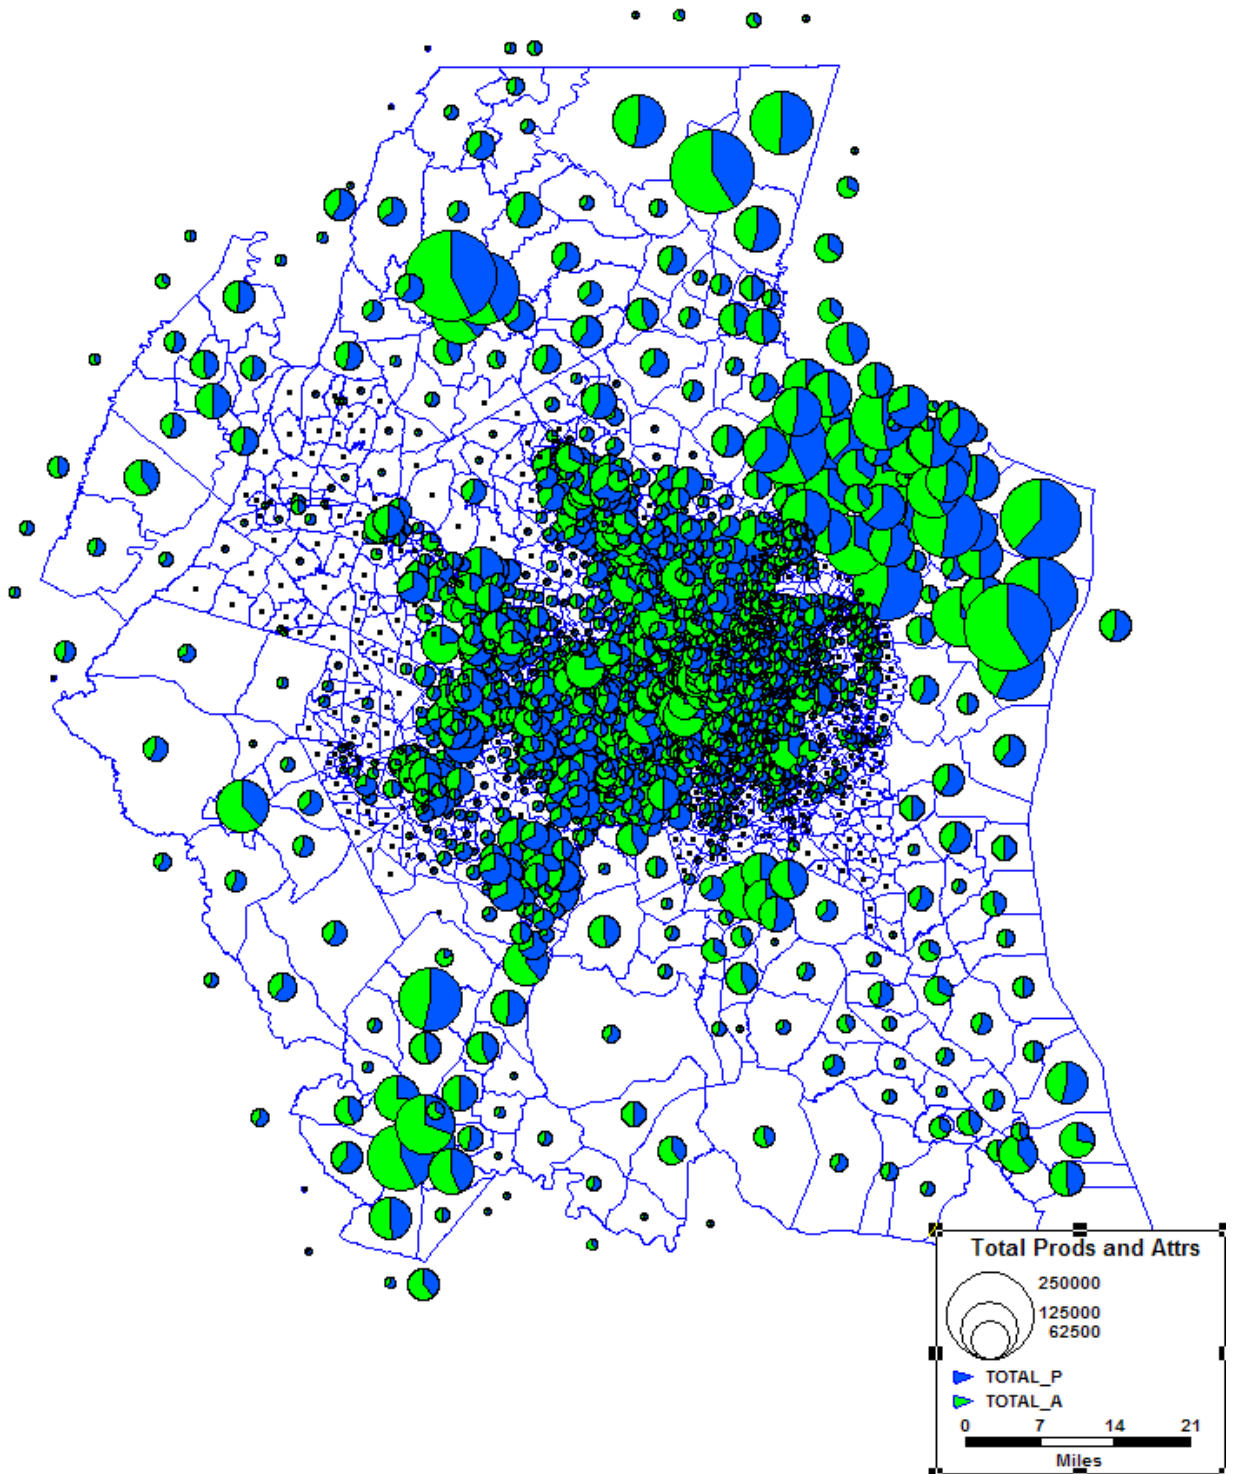 Total Prods and Attrs
250000
125000
62500
TOTAL_P
TOTAL_A
0 7 14 21
Miles